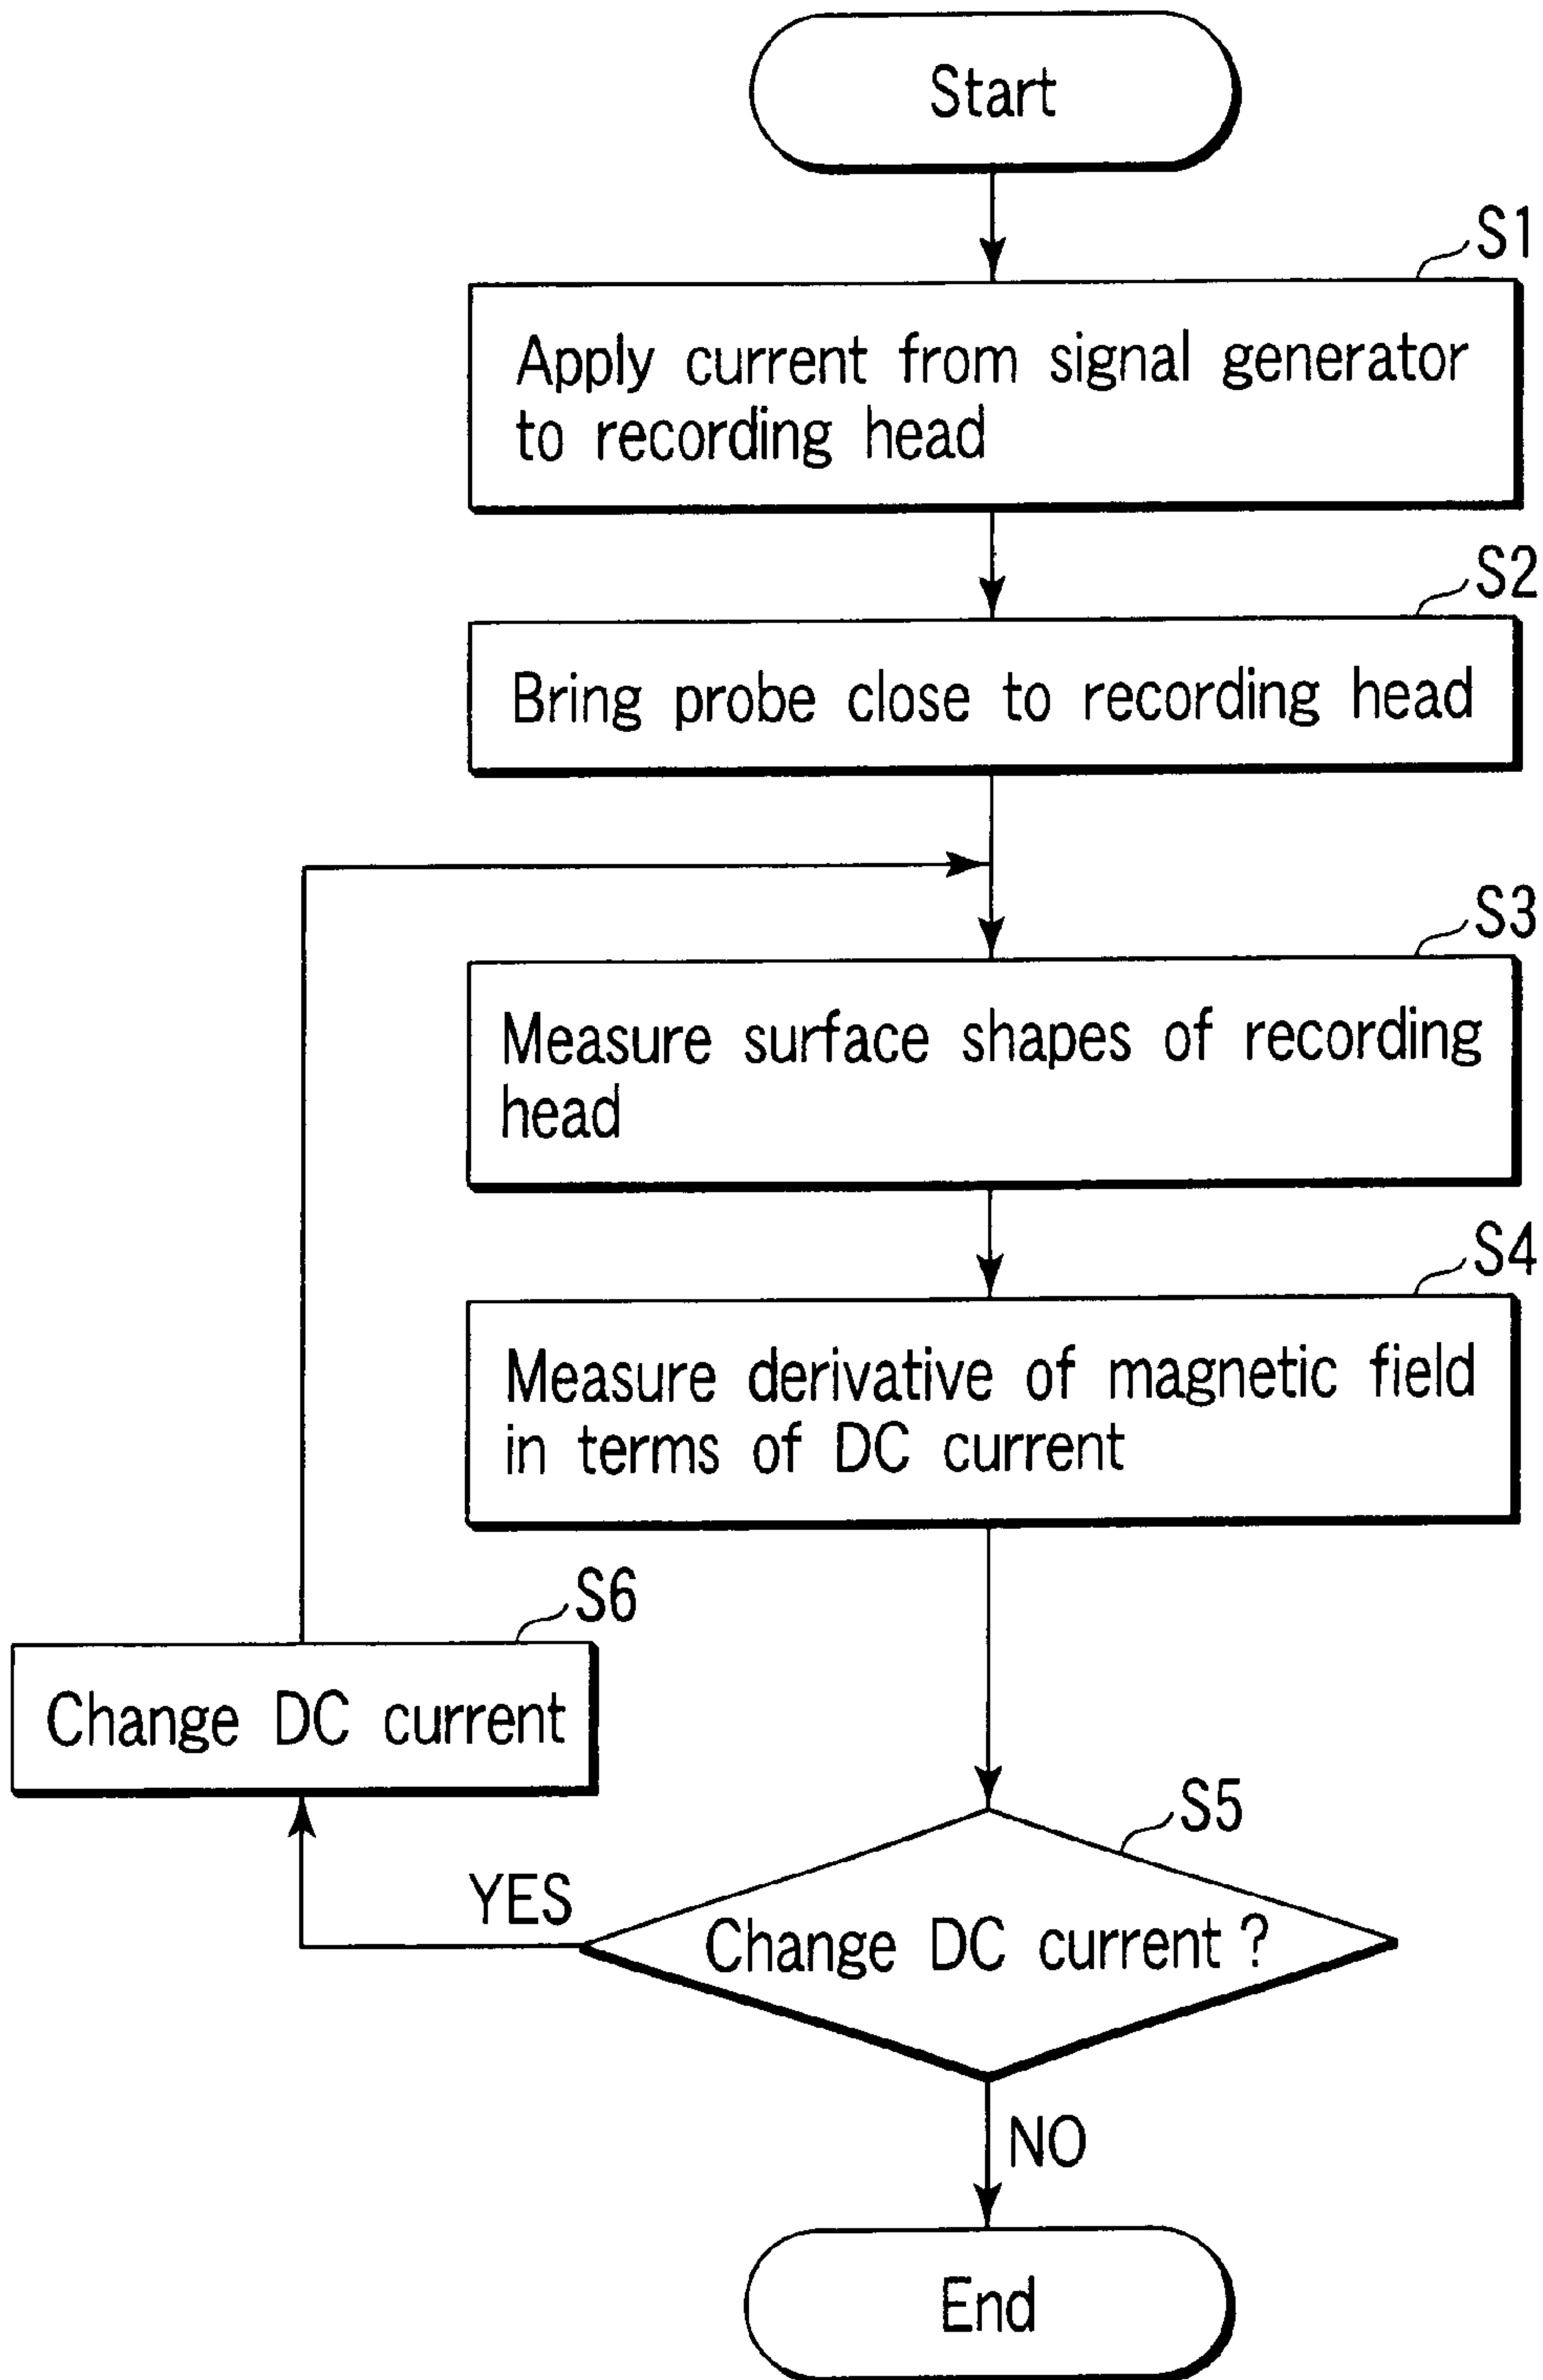 Start
S1
Apply current from signal generator
to recording head
S2
Bring probe close to recording head
S3
Measure surface shapes of recording
head
S4
Measure derivative of magnetic field
in terms of DC current
S6
Change DC current
S5
YES
Change DC current ?
NO
End